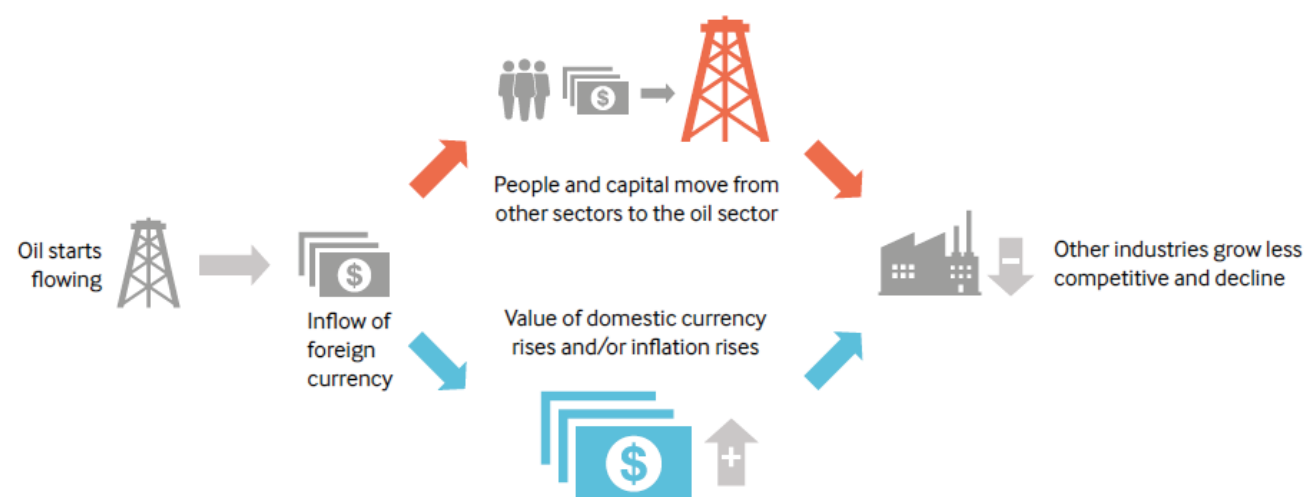 Oil starts
flowing
Inflow of
foreign
currency
$
$
People and capital move from
other sectors to the oil sector
Value of domestic currency
rises and/or inflation rises
$
+
-
Other industries grow less
competitive and decline